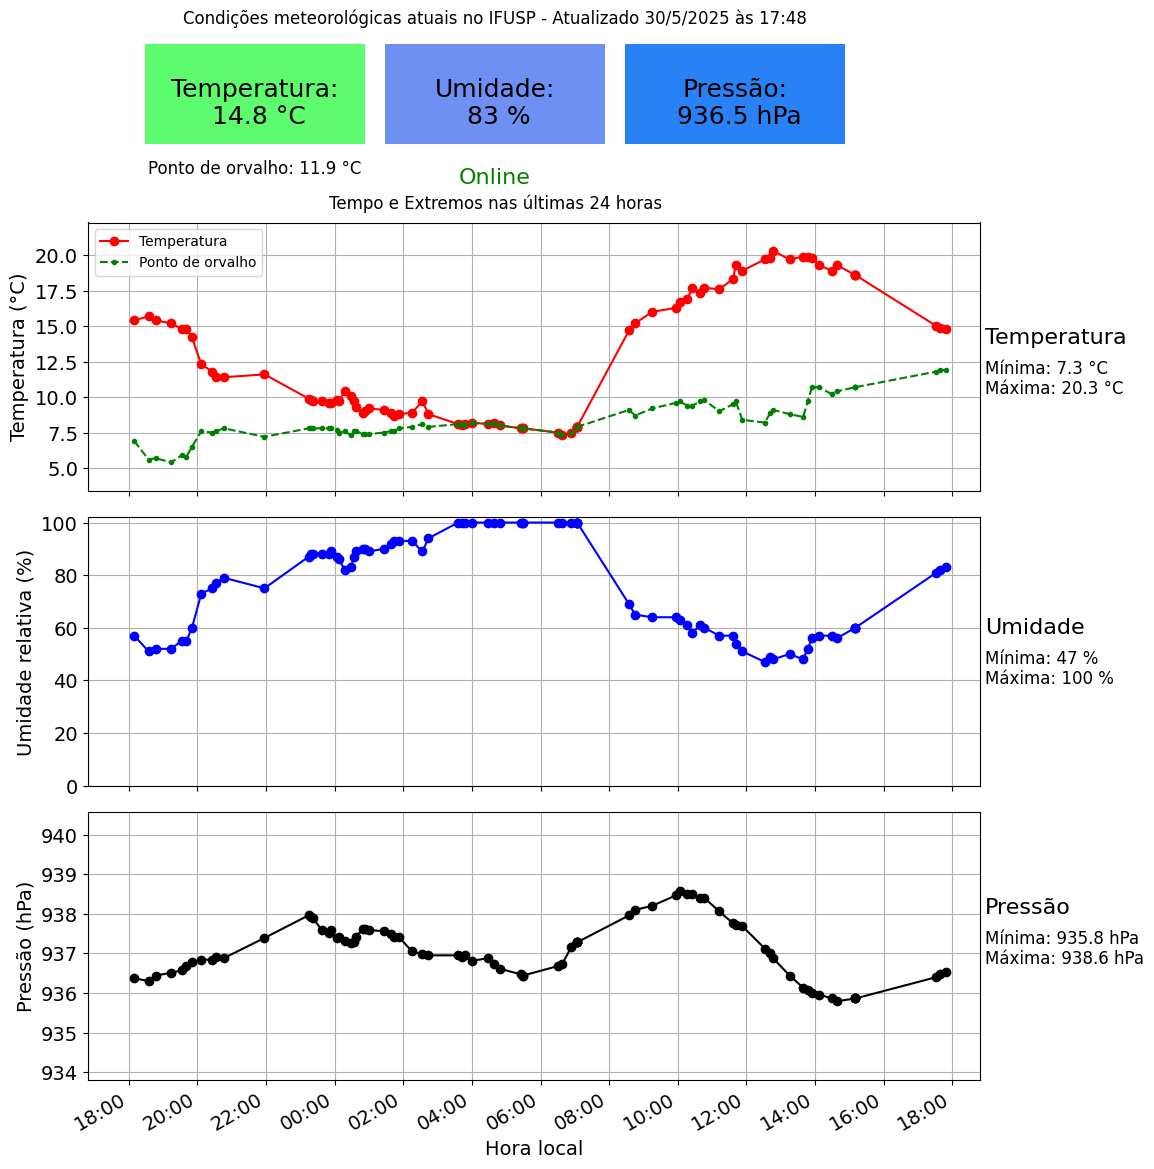 Condições meteorológicas atuais no IFUSP - Atualizado 30/5/2025 às 17:48
Temperatura:
14.8 °C
Umidade:
83 %
Pressão:
936.5 hPa
Ponto de orvalho: 11.9 °C
Online
Tempo e Extremos nas últimas 24 horas
Temperatura
Ponto de orvalho
Temperatura (°C)
20.0
17.5
15.0
12.5
10.0
7.5
5.0
Temperatura
Mínima: 7.3 °C
Máxima: 20.3 °C
Umidade relativa (%)
100
80
60
40
20
0
Umidade
Mínima: 47 %
Máxima: 100 %
Pressão (hPa)
940
939
938
937
936
935
934
Pressão
Mínima: 935.8 hPa
Máxima: 938.6 hPa
18:00
20:00
22:00
00:00
02:00
04:00
06:00
08:00
10:00
12:00
14:00
16:00
18:00
Hora local